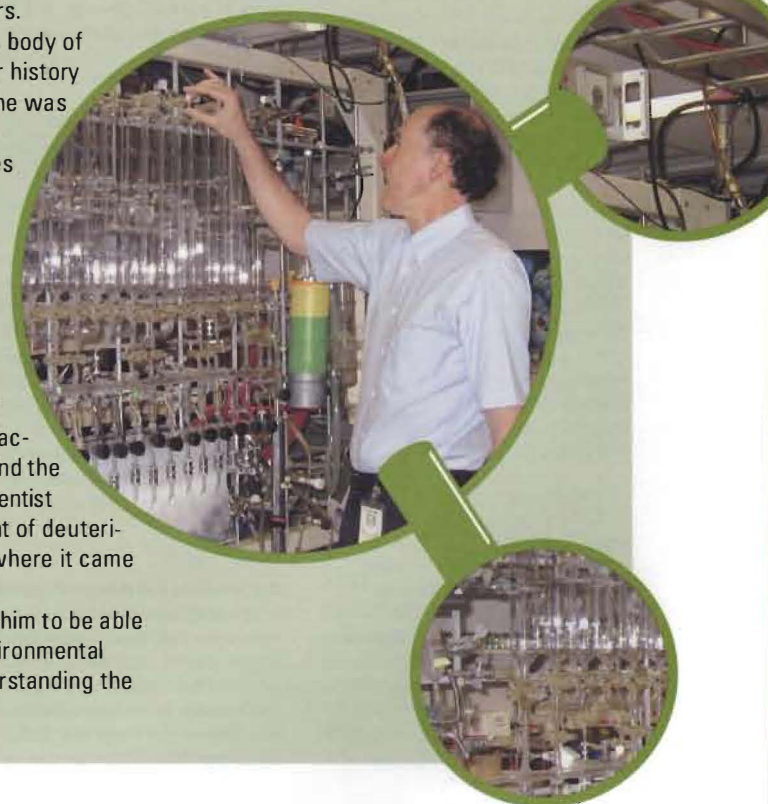 rs.
body of
r history
ne was
es
ac-
nd the
entist
t of deuteri-
where it came
him to be able
ironmental
rstanding the